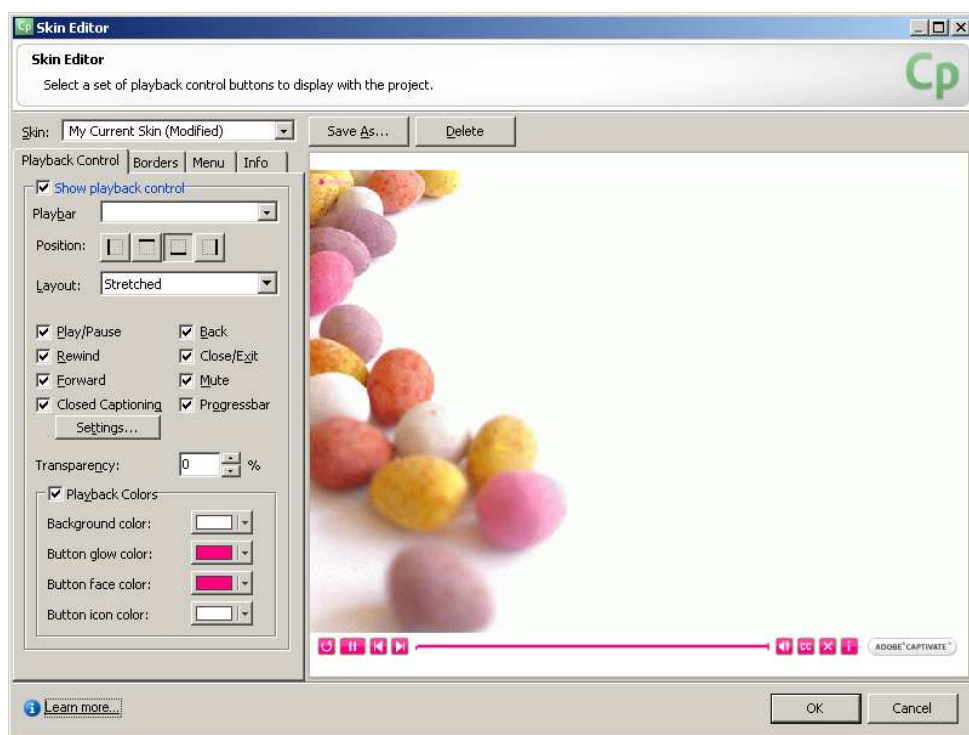 Cp Skin Editor
Skin Editor
Select a set of playback control buttons to display with the project.
Cp
Skin: My Current Skin (Modified) Save As... Delete
Playback Control Borders Menu Info
Show playback control
Playbar
Position:
Layout: Stretched
Play/Pause Back
Rewind Close/Exit
Forward Mute
Closed Captioning Progressbar
Settings...
Transparency: 0 %
Playback Colors
Background color:
Button glow color:
Button face color:
Button icon color:
CC i ADOBE® CAPTIVATE™
Learn more... OK Cancel